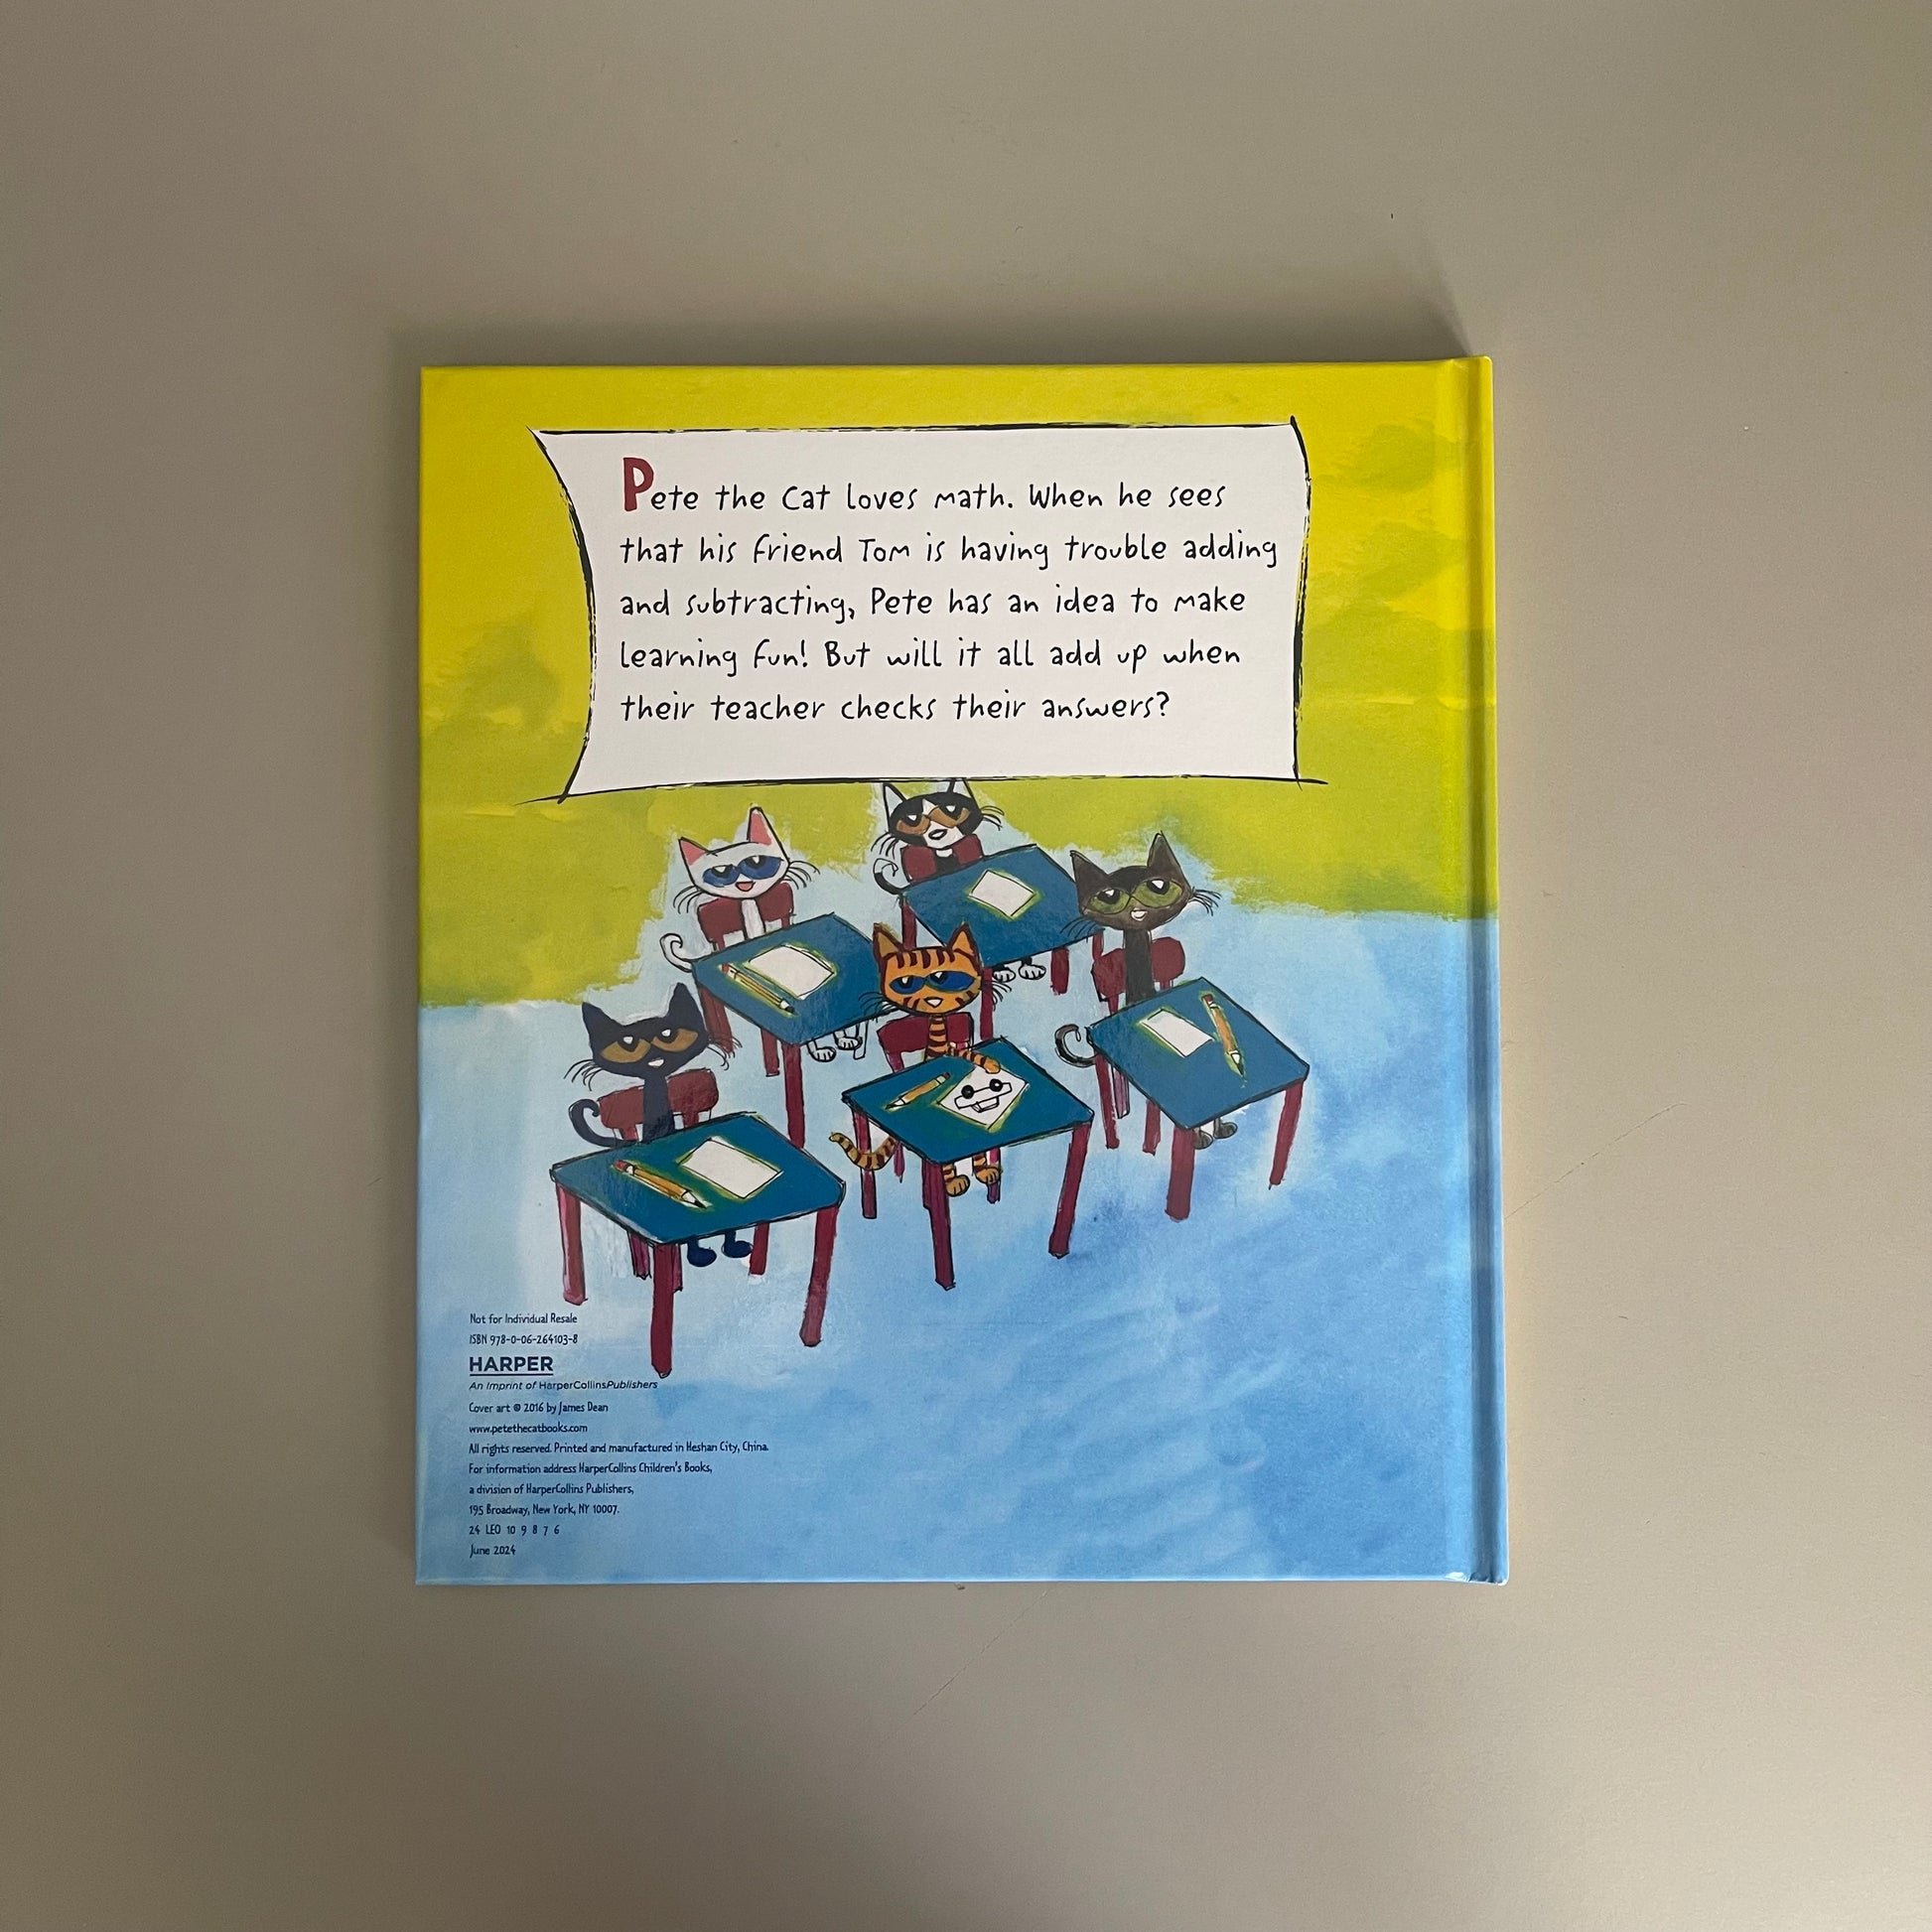 Pete the Cat loves math. When he sees
that his friend Tom is having trouble adding
and subtracting, Pete has an idea to make
learning fun! But will it all add up when
their teacher checks their answers?
Not for Individual Resale
ISBN 978-0-06-264103-8
HARPER
An Imprint of HarperCollinsPublishers
Cover art © 2016 by James Dean
www.petethecatbooks.com
All rights reserved. Printed and manufactured in Heshan City, China.
For information address HarperCollins Children's Books,
a division of HarperCollins Publishers,
195 Broadway, New York, NY 10007.
24 LEO 10 9 8 7 6
June 2024